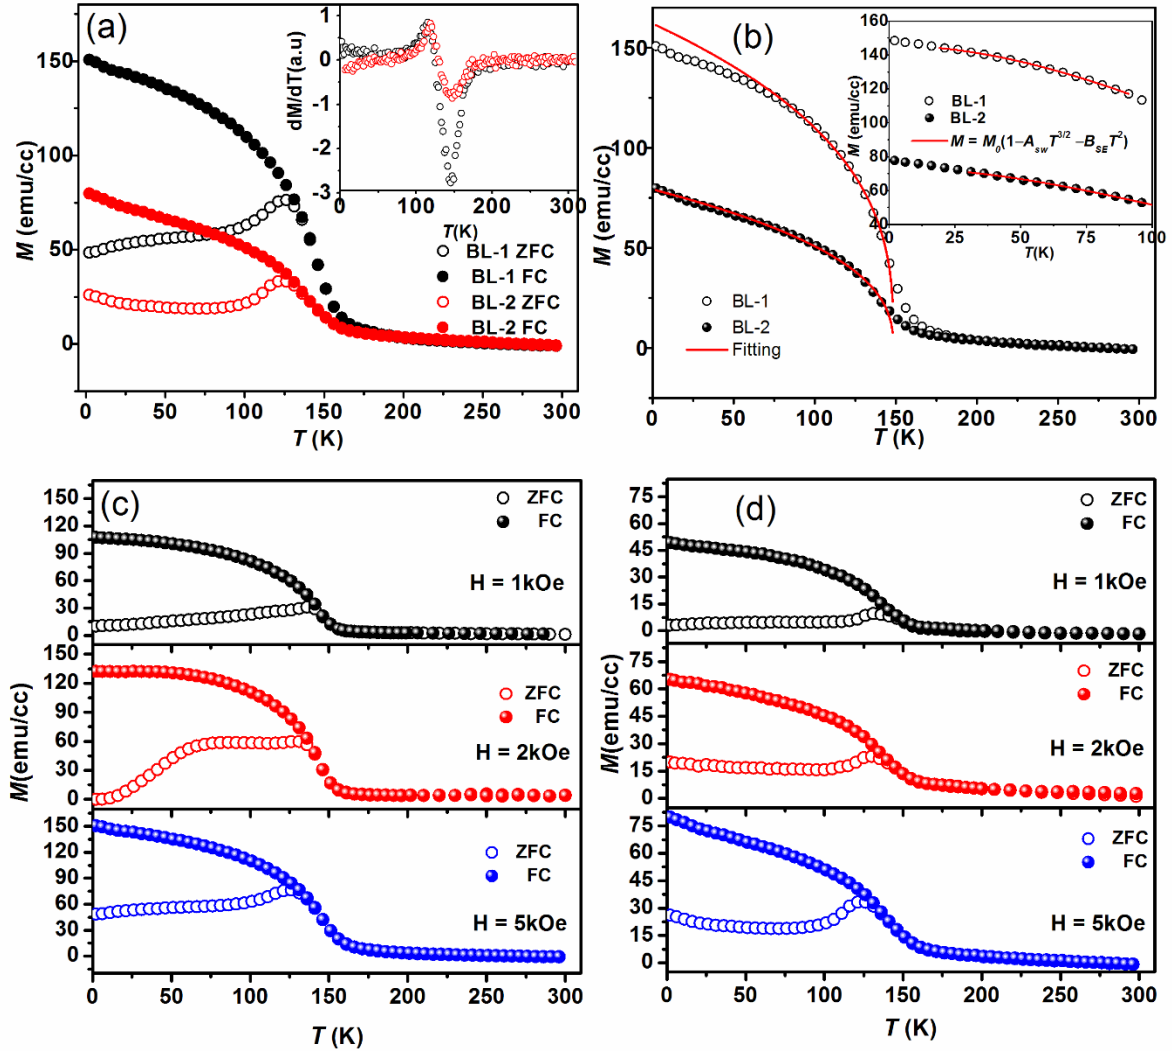 (a)
dM/dT(a.u)
1
0
-1
-2
-3
0
100
200
300
T(K)
M (emu/cc)
150
100
50
0
BL-1 ZFC
BL-1 FC
BL-2 ZFC
BL-2 FC
0
50
100
150
200
250
300
T (K)
(b)
M (emu/cc)
160
140
120
100
80
60
40
0
25
50
75
100
T(K)
BL-1
BL-2
M = M0(1–AswT3/2 –BSET2)
M (emu/cc)
150
100
50
0
BL-1
BL-2
Fitting
0
50
100
150
200
250
300
T (K)
(c)
M(emu/cc)
150
120
90
60
30
0
ZFC
FC
H = 1kOe
150
120
90
60
30
0
ZFC
FC
H = 2kOe
150
120
90
60
30
0
ZFC
FC
H = 5kOe
0
50
100
150
200
250
300
T (K)
(d)
M(emu/cc)
75
60
45
30
15
0
ZFC
FC
H = 1kOe
75
60
45
30
15
0
ZFC
FC
H = 2kOe
75
60
45
30
15
0
ZFC
FC
H = 5kOe
0
50
100
150
200
250
300
T (K)